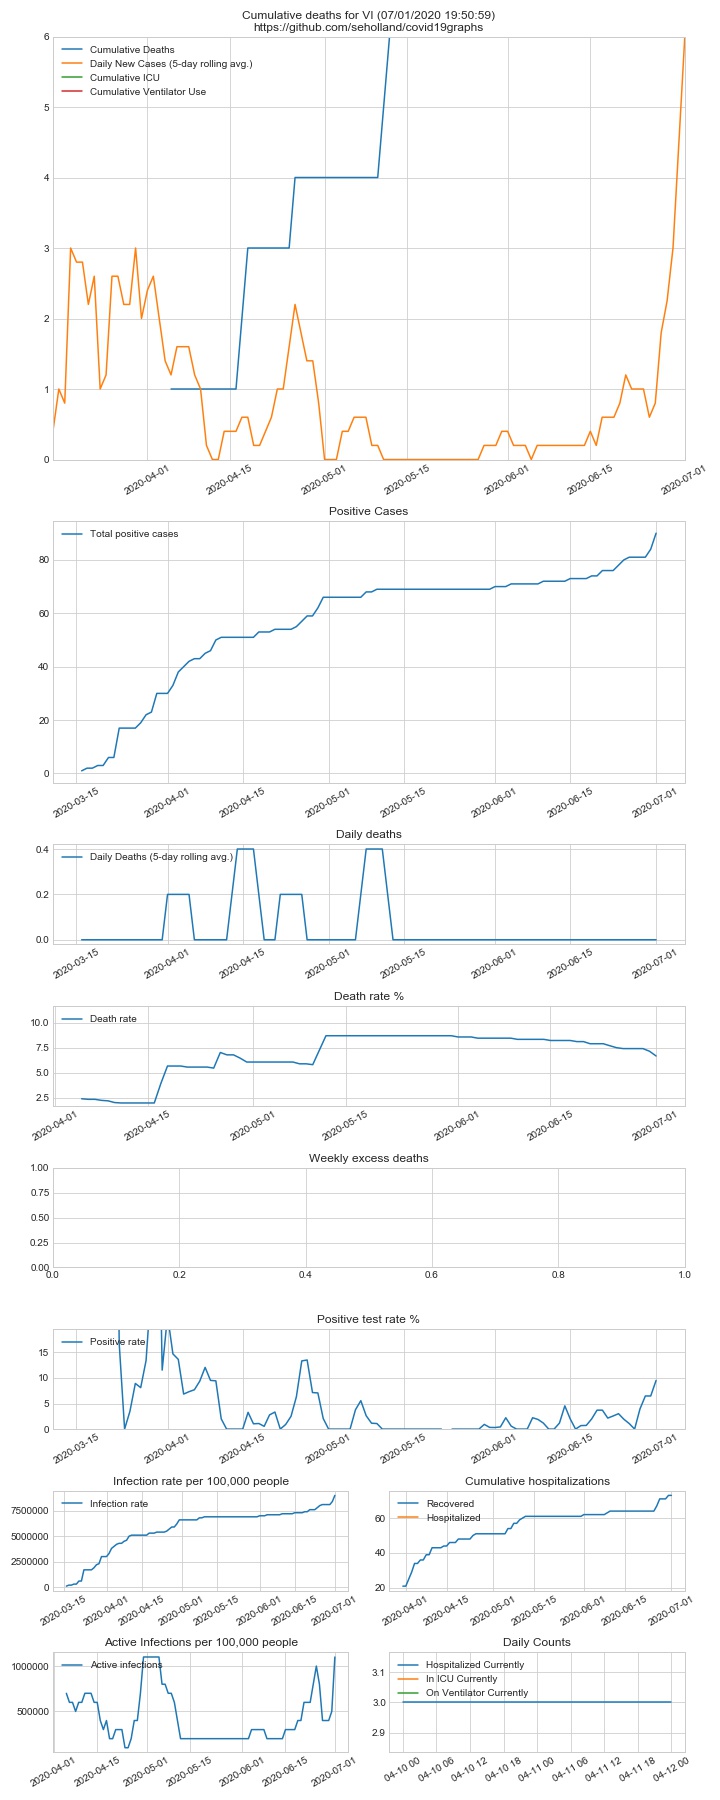 Cumulative deaths for VI (07/01/2020 19:50:59)
https://github.com/seholland/covid19graphs
6
Cumulative Deaths
Daily New Cases (5-day rolling avg.)
Cumulative ICU
Cumulative Ventilator Use
5
4
3
2
1
0
2020-04-01 2020-04-15 2020-05-01 2020-05-15 2020-06-01 2020-06-15 2020-07-01
Positive Cases
Total positive cases
80
60
40
20
0
2020-03-15 2020-04-01 2020-04-15 2020-05-01 2020-05-15 2020-06-01 2020-06-15 2020-07-01
Daily deaths
0.4
Daily Deaths (5-day rolling avg.)
0.2
0.0
2020-03-15 2020-04-01 2020-04-15 2020-05-01 2020-05-15 2020-06-01 2020-06-15 2020-07-01
Death rate %
10.0
Death rate
7.5
5.0
2.5
2020-04-01 2020-04-15 2020-05-01 2020-05-15 2020-06-01 2020-06-15 2020-07-01
Weekly excess deaths
1.00
0.75
0.50
0.25
0.00
0.0 0.2 0.4 0.6 0.8 1.0
Positive test rate %
Positive rate
15
10
5
0
2020-03-15 2020-04-01 2020-04-15 2020-05-01 2020-05-15 2020-06-01 2020-06-15 2020-07-01
Infection rate per 100,000 people
Infection rate
7500000
5000000
2500000
0
2020-03-15 2020-04-01 2020-04-15 2020-05-01 2020-05-15 2020-06-01 2020-06-15 2020-07-01
Cumulative hospitalizations
Recovered
Hospitalized
60
40
20
2020-04-01 2020-04-15 2020-05-01 2020-05-15 2020-06-01 2020-06-15 2020-07-01
Active Infections per 100,000 people
Active infections
1000000
500000
2020-04-01 2020-04-15 2020-05-01 2020-05-15 2020-06-01 2020-06-15 2020-07-01
Daily Counts
Hospitalized Currently
In ICU Currently
On Ventilator Currently
3.1
3.0
2.9
04-10 00 04-10 06 04-10 12 04-10 18 04-11 00 04-11 06 04-11 12 04-11 18 04-12 00